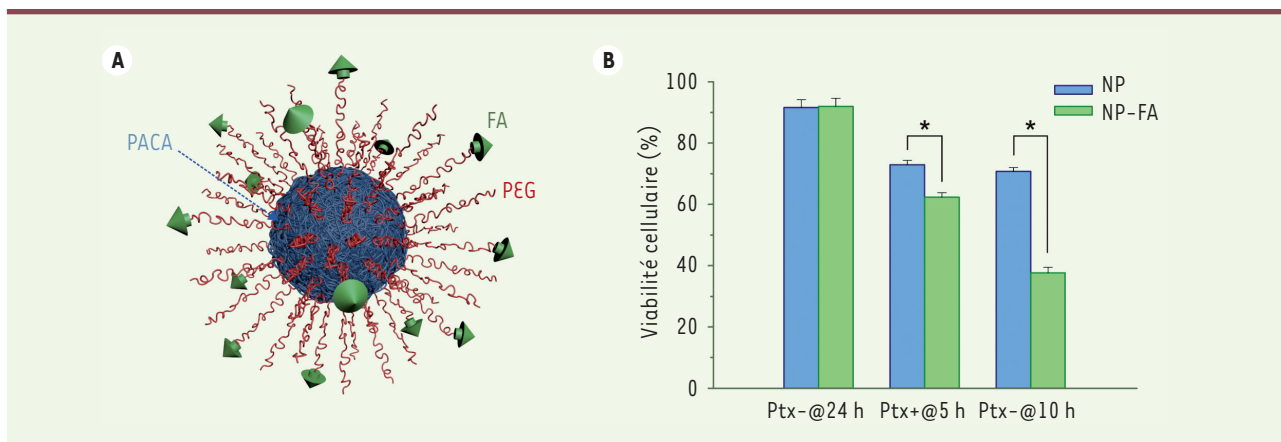 A
PACA
FA
PEG
B
Viabilité cellulaire (%)
100
80
60
40
20
0
NP
NP-FA
*
*
Ptx-@24 h
Ptx+@5 h
Ptx-@10 h